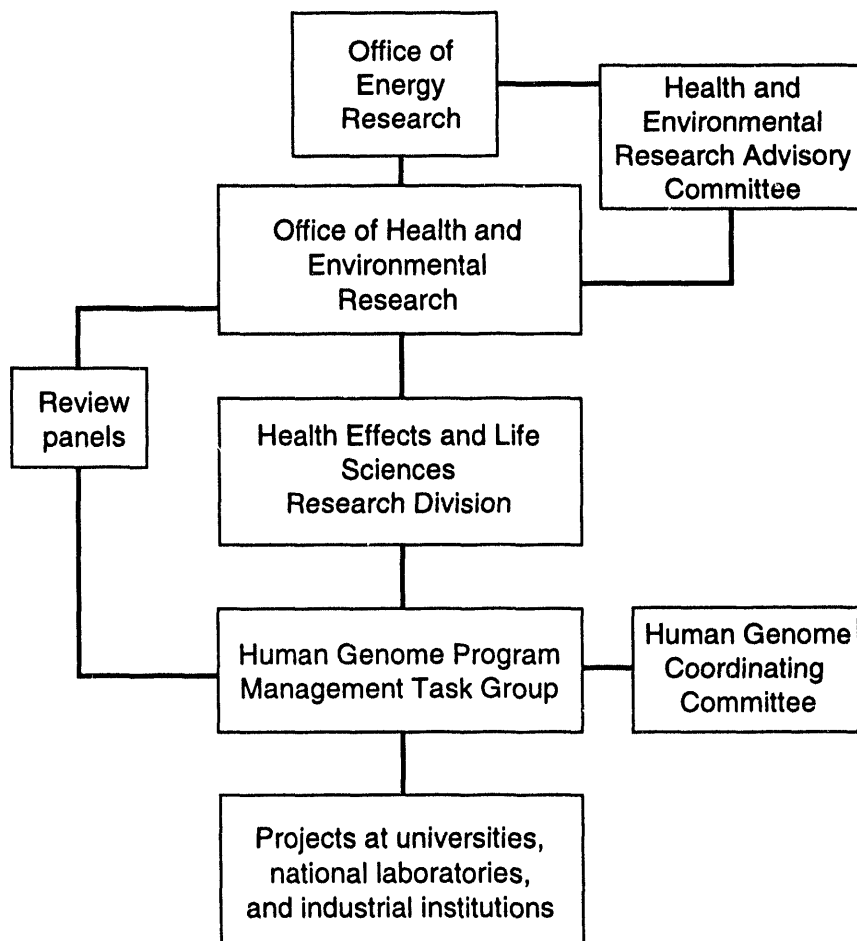 Office of
Energy
Research
Health and
Environmental
Research Advisory
Committee
Office of Health and
Environmental
Research
Review
panels
Health Effects and Life
Sciences
Research Division
Human Genome Program
Management Task Group
Human Genome
Coordinating
Committee
Projects at universities,
national laboratories,
and industrial institutions